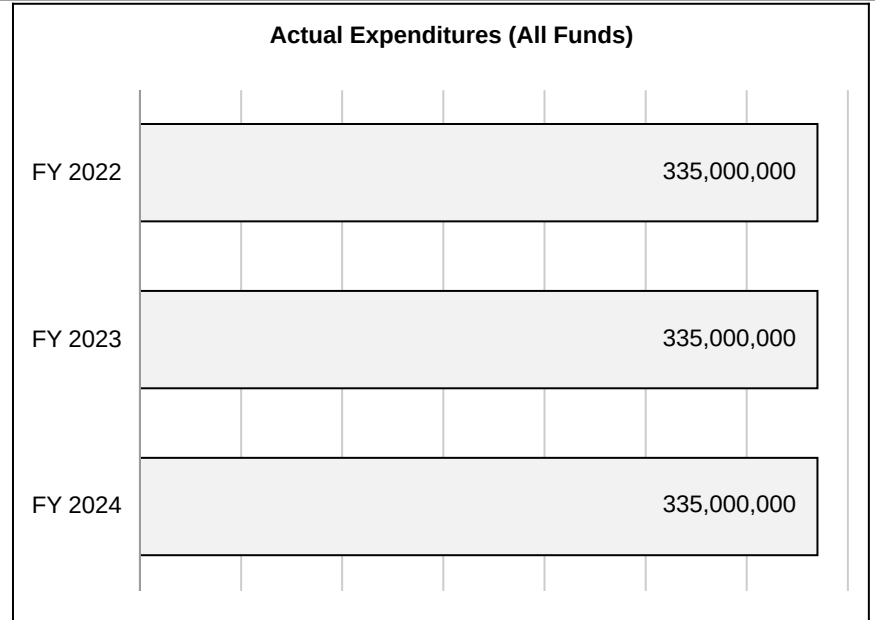 Actual Expenditures (All Funds)
FY 2022 335,000,000
FY 2023 335,000,000
FY 2024 335,000,000